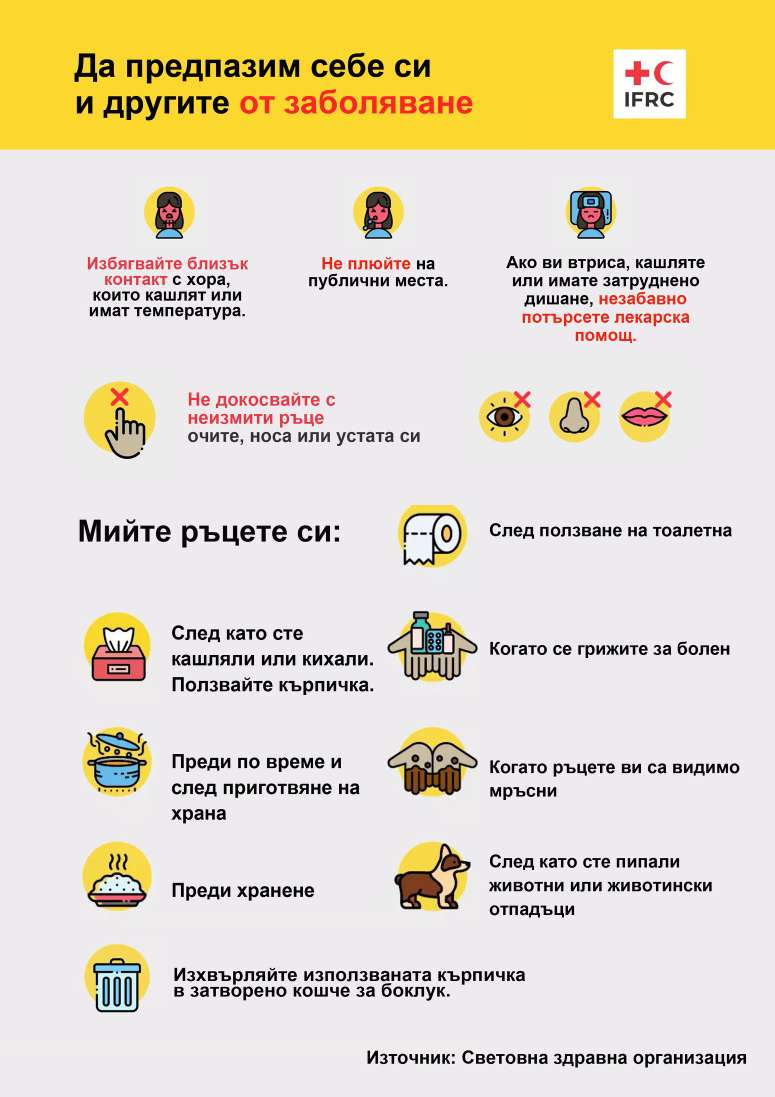 Да предпазим себе си
и другите от заболяване
IFRC
Избягвайте близък
контакт с хора,
които кашлят или
имат температура.
Не плюйте на
публични места.
Ако ви втриса, кашляте
или имате затруднено
дишане, незабавно
потърсете лекарска
помощ.
Не докосвайте с
неизмити ръце
очите, носа или устата си
Мийте ръцете си:
След ползване на тоалетна
След като сте
кашляли или кихали.
Ползвайте кърпичка.
Когато се грижите за болен
Преди по време и
след приготвяне на
храна
Когато ръцете ви са видимо
мръсни
Преди хранене
След като сте пипали
животни или животински
отпадъци
Изхвърляйте използваната кърпичка
в затворено кошче за боклук.
Източник: Световна здравна организация